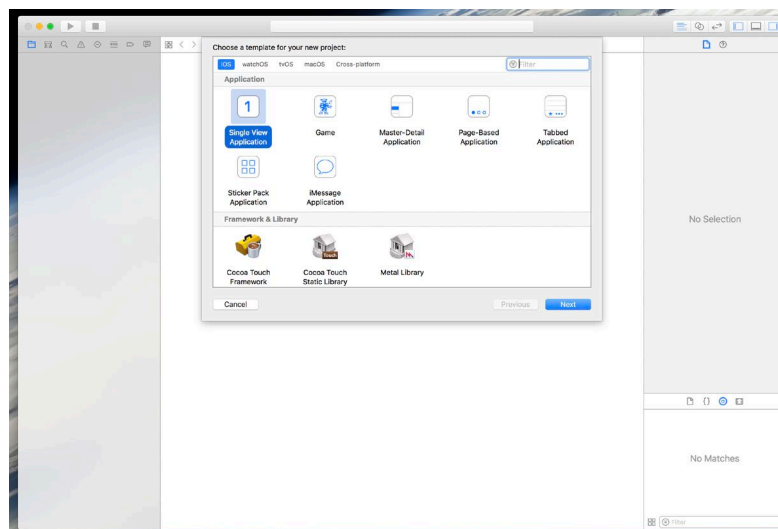 Choose a template for your new project:
iOS watchOS tvOS macOS Cross-platform Filter
Application
1
Single View
Application
Game
Master-Detail
Application
Page-Based
Application
Tabbed
Application
Sticker Pack
Application
iMessage
Application
Framework & Library
Touch
Cocoa Touch
Framework
Cocoa Touch
Static Library
Metal Library
Cancel Previous Next
No Selection
{}
No Matches
Filter